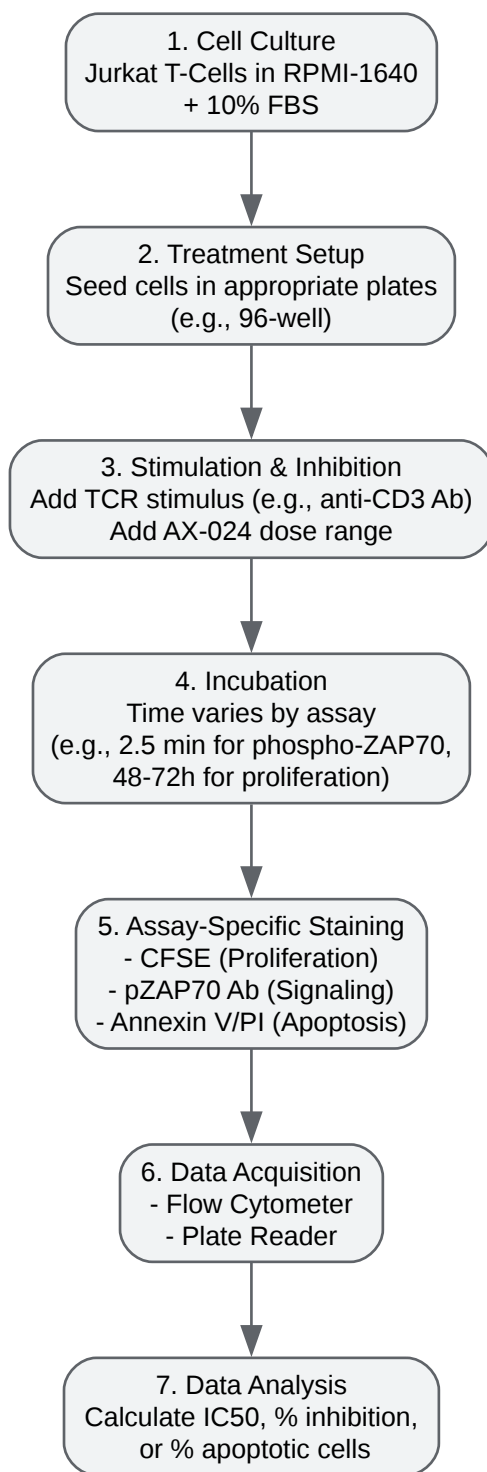 1. Cell Culture
Jurkat T-Cells in RPMI-1640
+ 10% FBS
2. Treatment Setup
Seed cells in appropriate plates
(e.g., 96-well)
3. Stimulation & Inhibition
Add TCR stimulus (e.g., anti-CD3 Ab)
Add AX-024 dose range
4. Incubation
Time varies by assay
(e.g., 2.5 min for phospho-ZAP70,
48-72h for proliferation)
5. Assay-Specific Staining
- CFSE (Proliferation)
- pZAP70 Ab (Signaling)
- Annexin V/PI (Apoptosis)
6. Data Acquisition
- Flow Cytometer
- Plate Reader
7. Data Analysis
Calculate IC50, % inhibition,
or % apoptotic cells